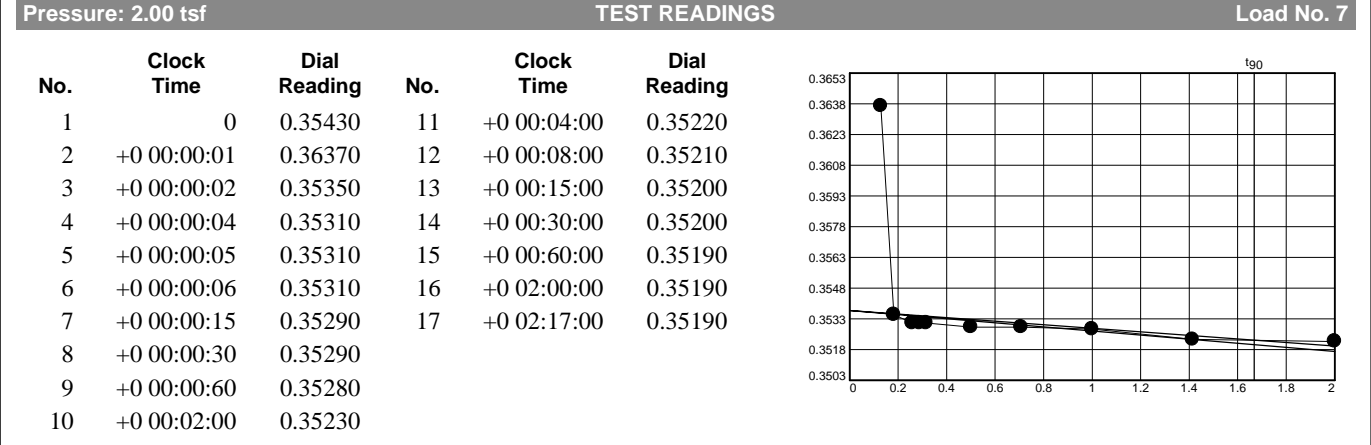 Pressure: 2.00 tsf TEST READINGS Load No. 7
No. Clock Time Dial Reading No. Clock Time Dial Reading
1 0 0.35430 11 +0 00:04:00 0.35220
2 +0 00:00:01 0.36370 12 +0 00:08:00 0.35210
3 +0 00:00:02 0.35350 13 +0 00:15:00 0.35200
4 +0 00:00:04 0.35310 14 +0 00:30:00 0.35200
5 +0 00:00:05 0.35310 15 +0 00:60:00 0.35190
6 +0 00:00:06 0.35310 16 +0 02:00:00 0.35190
7 +0 00:00:15 0.35290 17 +0 02:17:00 0.35190
8 +0 00:00:30 0.35290
9 +0 00:00:60 0.35280
10 +0 00:02:00 0.35230
t90
0.3653
0.3638
0.3623
0.3608
0.3593
0.3578
0.3563
0.3548
0.3533
0.3518
0.3503
0 0.2 0.4 0.6 0.8 1 1.2 1.4 1.6 1.8 2